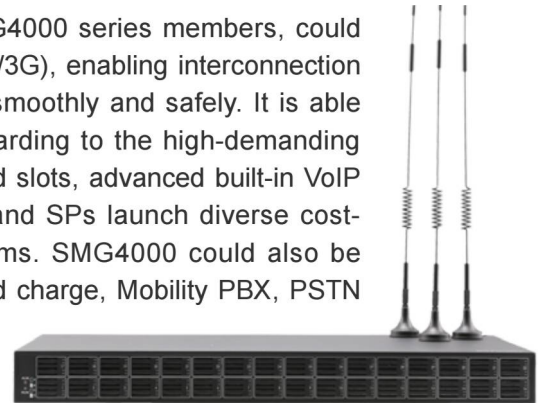 G4000 series members, could
/3G), enabling interconnection
smoothly and safely. It is able
arding to the high-demanding
d slots, advanced built-in VoIP
and SPs launch diverse cost-
ms. SMG4000 could also be
d charge, Mobility PBX, PSTN